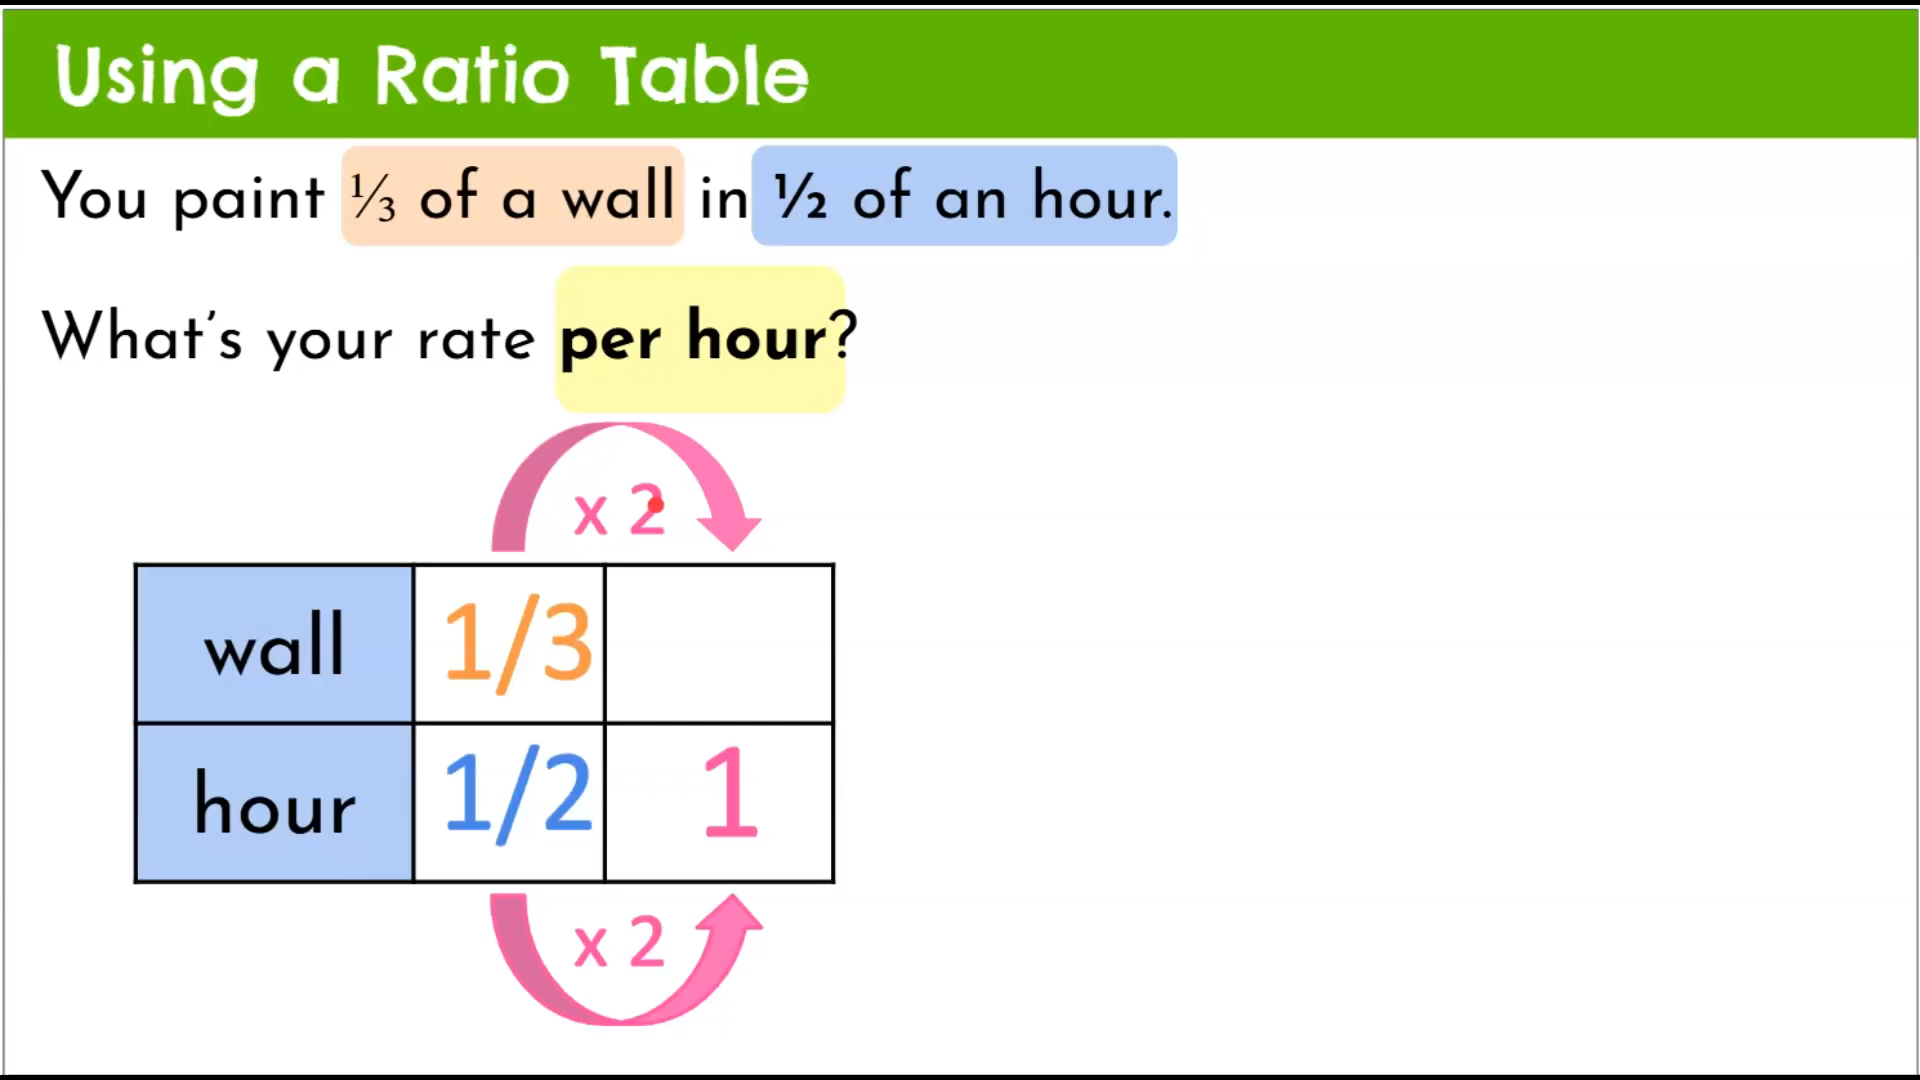 Using a Ratio Table
You paint ⅓ of a wall in ½ of an hour.
What's your rate per hour?
x 2
wall 1/3
hour 1/2 1
x 2